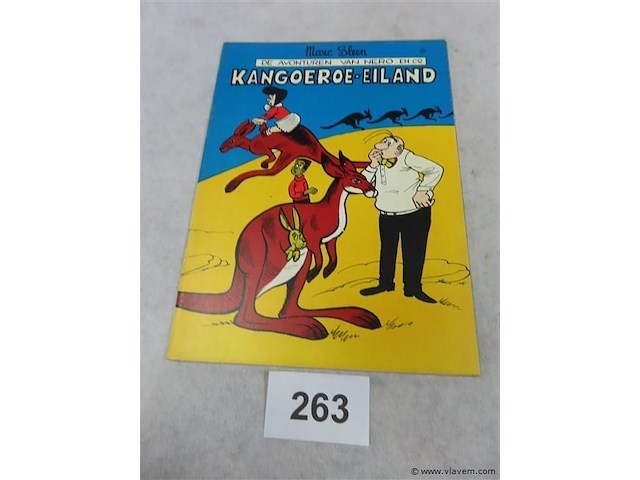 Marc Sleen
DE AVONTUREN VAN NERO EN CO
KANGOEROE-EILAND
263
© www.vlavem.com